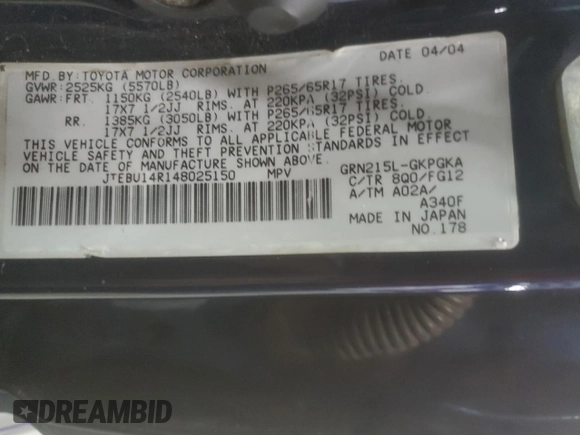 DATE 04/04
MFD.BY:TOYOTA MOTOR CORPORATION
GVWR:2525KG (5570LB)
GAWR:FRT. 1150KG (2540LB) WITH P265/65R17 TIRES.
17X7 1/2JJ RIMS. AT 220KPA (32PSI) COLD.
RR. 1385KG (3050LB) WITH P265/65R17 TIRES.
17X7 1/2JJ RIMS. AT 220KPA (32PSI) COLD.
THIS VEHICLE CONFORMS TO ALL APPLICABLE FEDERAL MOTOR
VEHICLE SAFETY AND THEFT PREVENTION STANDARDS IN EFFECT
ON THE DATE OF MANUFACTURE SHOWN ABOVE.
JTEBU14R148025150 MPV
GRN215L-GKPGKA
C/TR 8Q0/FG12
A/TM A02A/
A340F
MADE IN JAPAN
NO.178
DREAMBID